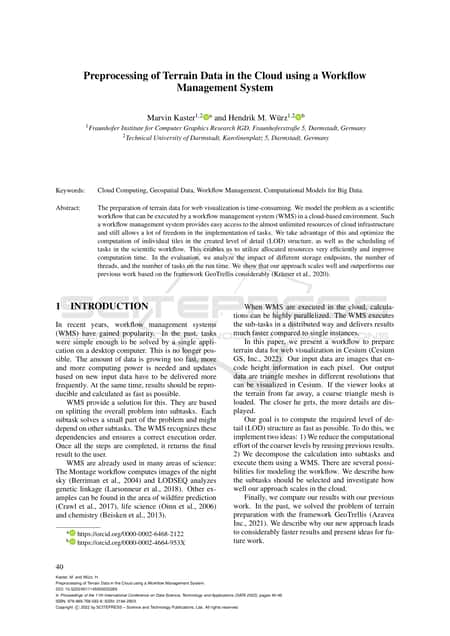 Preprocessing of Terrain Data in the Cloud using a Workflow
Management System
Marvin Kaster1,2 a and Hendrik M. Würz1,2 b
1Fraunhofer Institute for Computer Graphics Research IGD, Fraunhoferstraße 5, Darmstadt, Germany
2Technical University of Darmstadt, Karolinenplatz 5, Darmstadt, Germany
Keywords: Cloud Computing, Geospatial Data, Workflow Management, Computational Models for Big Data.
Abstract: The preparation of terrain data for web visualization is time-consuming. We model the problem as a scientific
workflow that can be executed by a workflow management system (WMS) in a cloud-based environment. Such
a workflow management system provides easy access to the almost unlimited resources of cloud infrastructure
and still allows a lot of freedom in the implementation of tasks. We take advantage of this and optimize the
computation of individual tiles in the created level of detail (LOD) structure, as well as the scheduling of
tasks in the scientific workflow. This enables us to utilize allocated resources very efficiently and improve
computation time. In the evaluation, we analyze the impact of different storage endpoints, the number of
threads, and the number of tasks on the run time. We show that our approach scales well and outperforms our
previous work based on the framework GeoTrellis considerably (Krämer et al., 2020).
1 INTRODUCTION
In recent years, workflow management systems
(WMS) have gained popularity. In the past, tasks
were simple enough to be solved by a single appli-
cation on a desktop computer. This is no longer pos-
sible. The amount of data is growing too fast, more
and more computing power is needed and updates
based on new input data have to be delivered more
frequently. At the same time, results should be repro-
ducible and calculated as fast as possible.
WMS provide a solution for this. They are based
on splitting the overall problem into subtasks. Each
subtask solves a small part of the problem and might
depend on other subtasks. The WMS recognizes these
dependencies and ensures a correct execution order.
Once all the steps are completed, it returns the final
result to the user.
WMS are already used in many areas of science:
The Montage workflow computes images of the night
sky (Berriman et al., 2004) and LODSEQ analyzes
genetic linkage (Larsonneur et al., 2018). Other ex-
amples can be found in the area of wildfire prediction
(Crawl et al., 2017), life science (Oinn et al., 2006)
and chemistry (Beisken et al., 2013).
a https://orcid.org/0000-0002-6468-2122
b https://orcid.org/0000-0002-4664-953X
When WMS are executed in the cloud, calcula-
tions can be highly parallelized. The WMS executes
the sub-tasks in a distributed way and delivers results
much faster compared to single instances.
In this paper, we present a workflow to prepare
terrain data for web visualization in Cesium (Cesium
GS, Inc., 2022). Our input data are images that en-
code height information in each pixel. Our output
data are triangle meshes in different resolutions that
can be visualized in Cesium. If the viewer looks at
the terrain from far away, a coarse triangle mesh is
loaded. The closer he gets, the more details are dis-
played.
Our goal is to compute the required level of de-
tail (LOD) structure as fast as possible. To do this, we
implement two ideas: 1) We reduce the computational
effort of the coarser levels by reusing previous results.
2) We decompose the calculation into subtasks and
execute them using a WMS. There are several possi-
bilities for modeling the workflow. We describe how
the subtasks should be selected and investigate how
well our approach scales in the cloud.
Finally, we compare our results with our previous
work. In the past, we solved the problem of terrain
preparation with the framework GeoTrellis (Azavea
Inc., 2021). We describe why our new approach leads
to considerably faster results and present ideas for fu-
ture work.
40
Kaster, M. and Würz, H.
Preprocessing of Terrain Data in the Cloud using a Workflow Management System.
In Proceedings of the 11th International Conference on Data Science, Technology and Applications (DATA 2022), pages 40-48
Copyright © 2022 by SCITEPRESS – Science and Technology Publications, Lda. All rights reserved